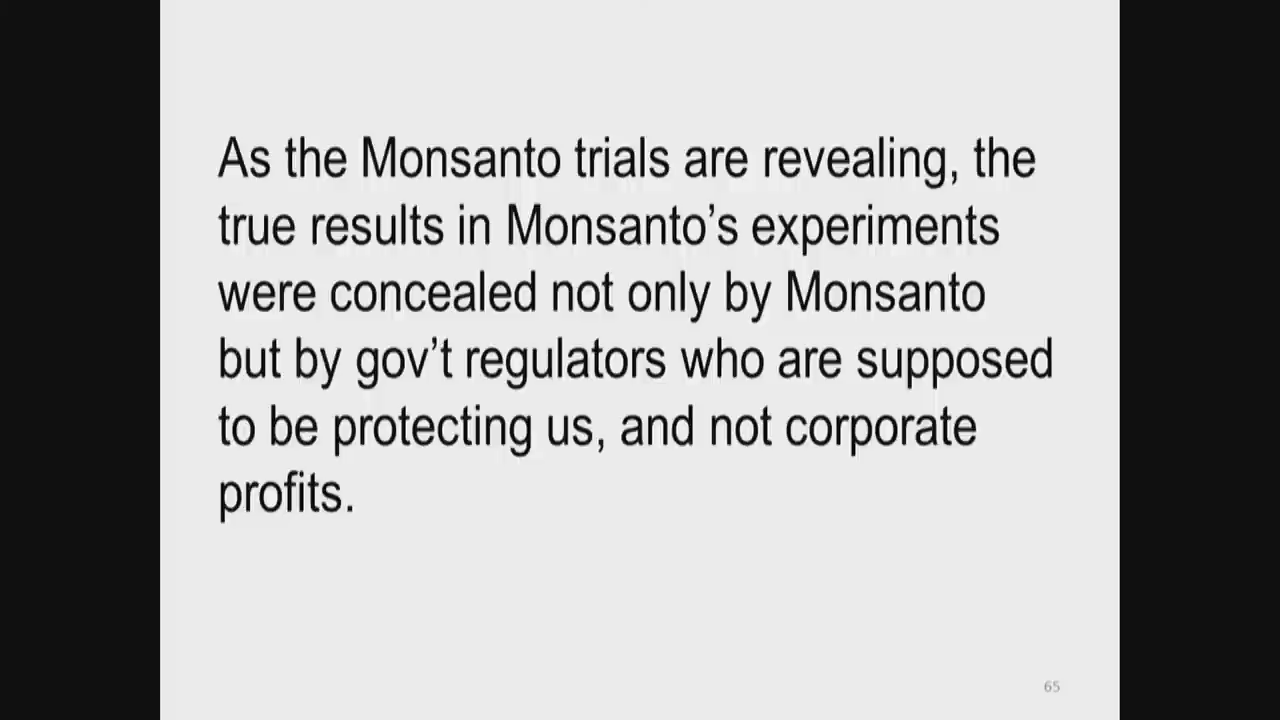 As the Monsanto trials are revealing, the
true results in Monsanto’s experiments
were concealed not only by Monsanto
but by gov’t regulators who are supposed
to be protecting us, and not corporate
profits.
65